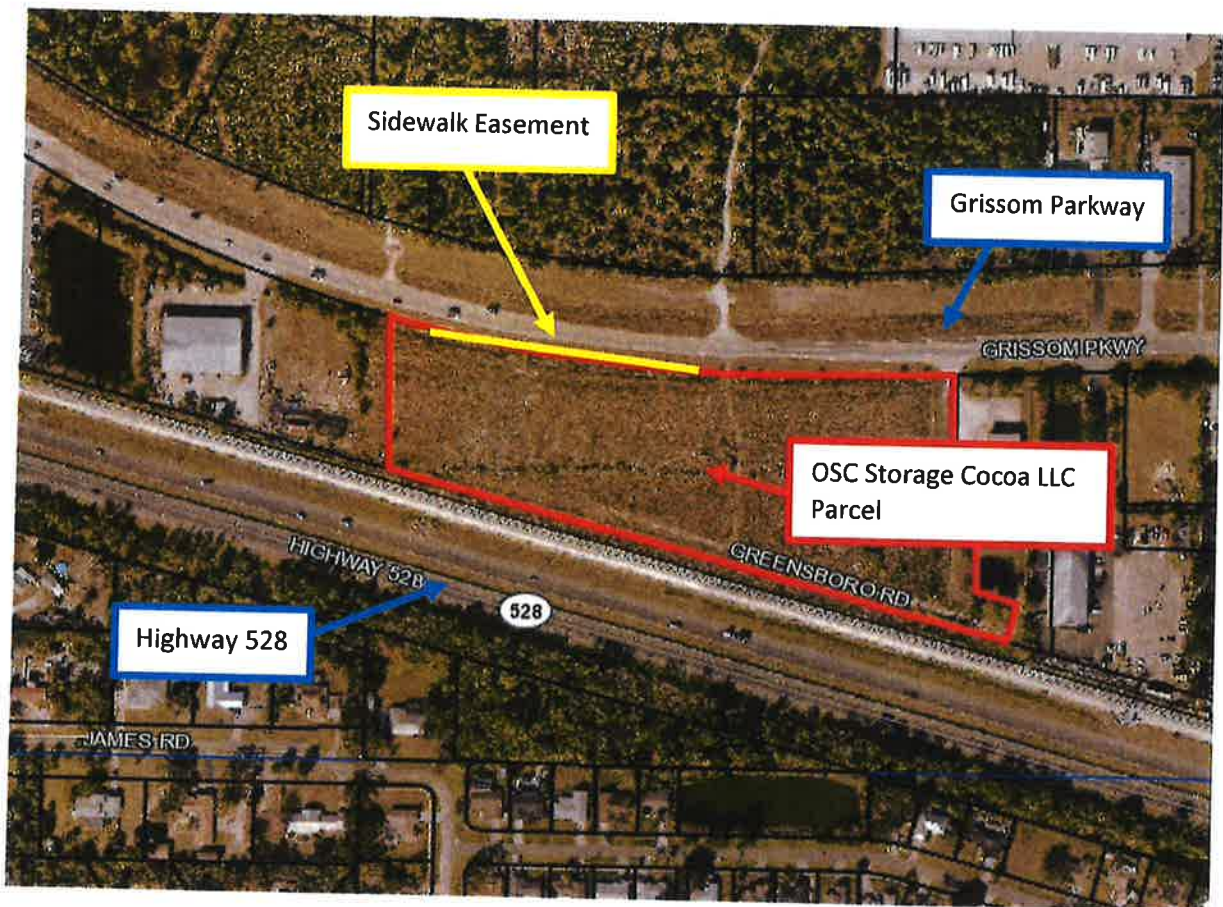 Sidewalk Easement
Grissom Parkway
GRISSOM PKWY
OSC Storage Cocoa LLC
Parcel
GREENSBORO RD
HIGHWAY 528
528
Highway 528
JAMES RD